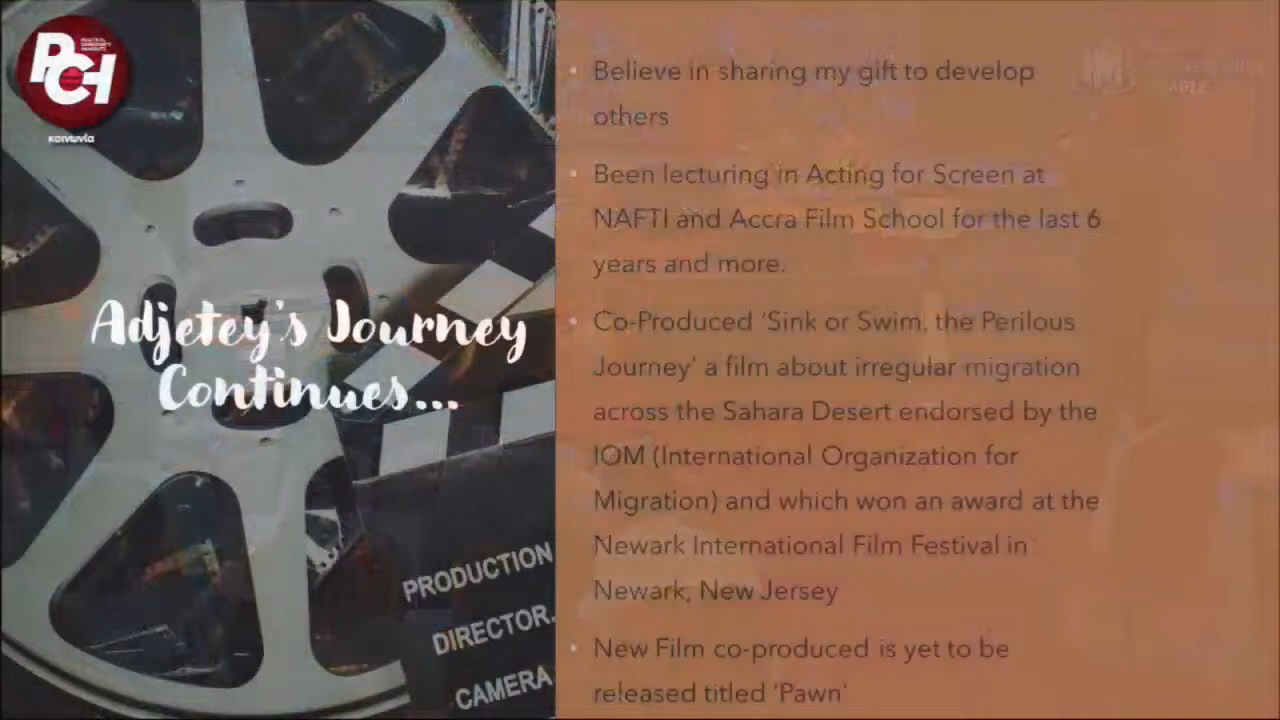 PCH
κοινωνία
Adjetey's Journey
Continues...
PRODUCTION
DIRECTOR
CAMERA
• Believe in sharing my gift to develop
others
• Been lecturing in Acting for Screen at
NAFTI and Accra Film School for the last 6
years and more.
• Co-Produced ‘Sink or Swim, the Perilous
Journey’ a film about irregular migration
across the Sahara Desert endorsed by the
IOM (International Organization for
Migration) and which won an award at the
Newark International Film Festival in
Newark, New Jersey
• New Film co-produced is yet to be
released titled ‘Pawn’